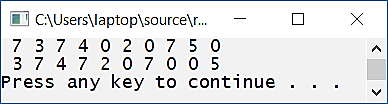 C:\Users\laptop\source\r...
7 3 7 4 0 2 0 7 5 0
3 7 4 7 2 0 7 0 0 5
Press any key to continue . . .